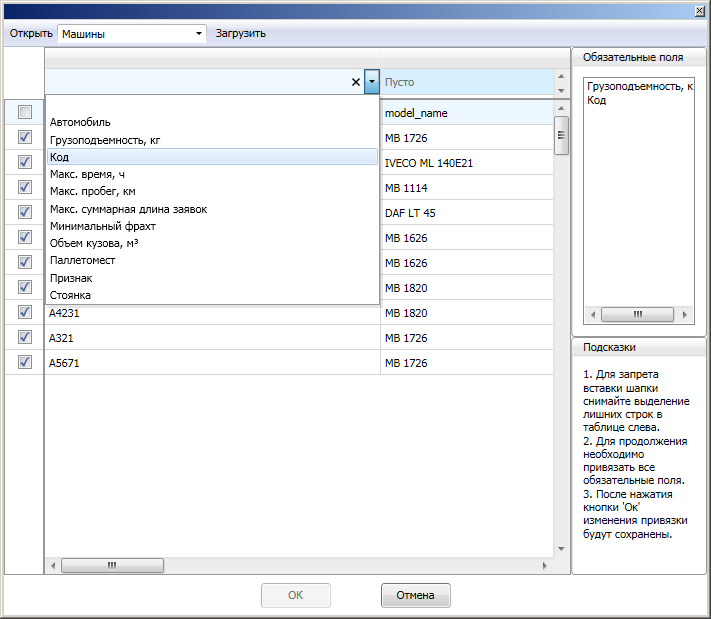 Открыть Машины Загрузить
Обязательные поля
Пусто
Грузоподъемность, к
Код
Автомобиль
Грузоподъемность, кг
Код
Макс. время, ч
Макс. пробег, км
Макс. суммарная длина заявок
Минимальный фрахт
Объем кузова, м³
Паллетомест
Признак
Стоянка
model_name
MB 1726
IVECO ML 140E21
MB 1114
DAF LT 45
MB 1626
MB 1626
MB 1820
A4231 MB 1820
A321 MB 1726
A5671 MB 1726
Подсказки
1. Для запрета
вставки шапки
снимайте выделение
лишних строк в
таблице слева.
2. Для продолжения
необходимо
привязать все
обязательные поля.
3. После нажатия
кнопки 'Ок'
изменения привязки
будут сохранены.
ОК Отмена